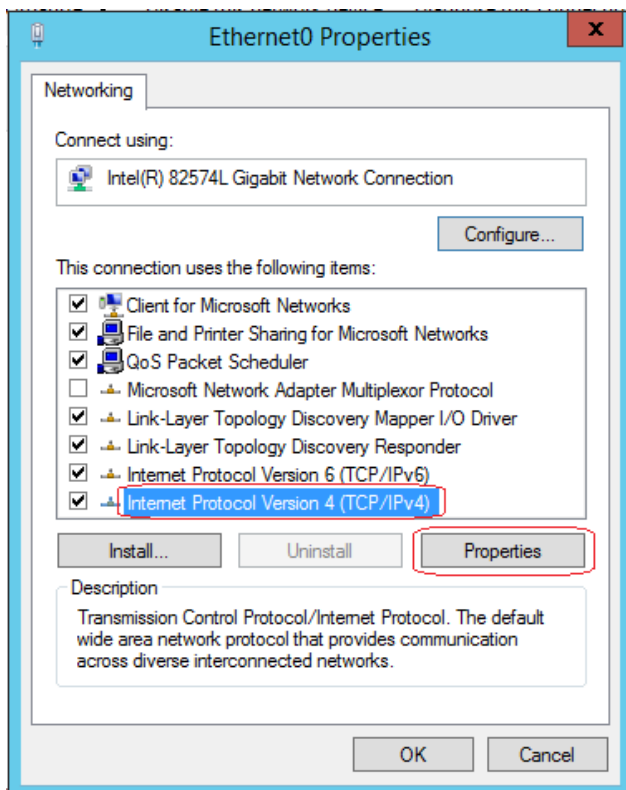 Ethernet0 Properties
x
Networking
Connect using:
Intel(R) 82574L Gigabit Network Connection
Configure...
This connection uses the following items:
Client for Microsoft Networks
File and Printer Sharing for Microsoft Networks
QoS Packet Scheduler
Microsoft Network Adapter Multiplexor Protocol
Link-Layer Topology Discovery Mapper I/O Driver
Link-Layer Topology Discovery Responder
Internet Protocol Version 6 (TCP/IPv6)
Internet Protocol Version 4 (TCP/IPv4)
Install... Uninstall Properties
Description
Transmission Control Protocol/Internet Protocol. The default
wide area network protocol that provides communication
across diverse interconnected networks.
OK Cancel